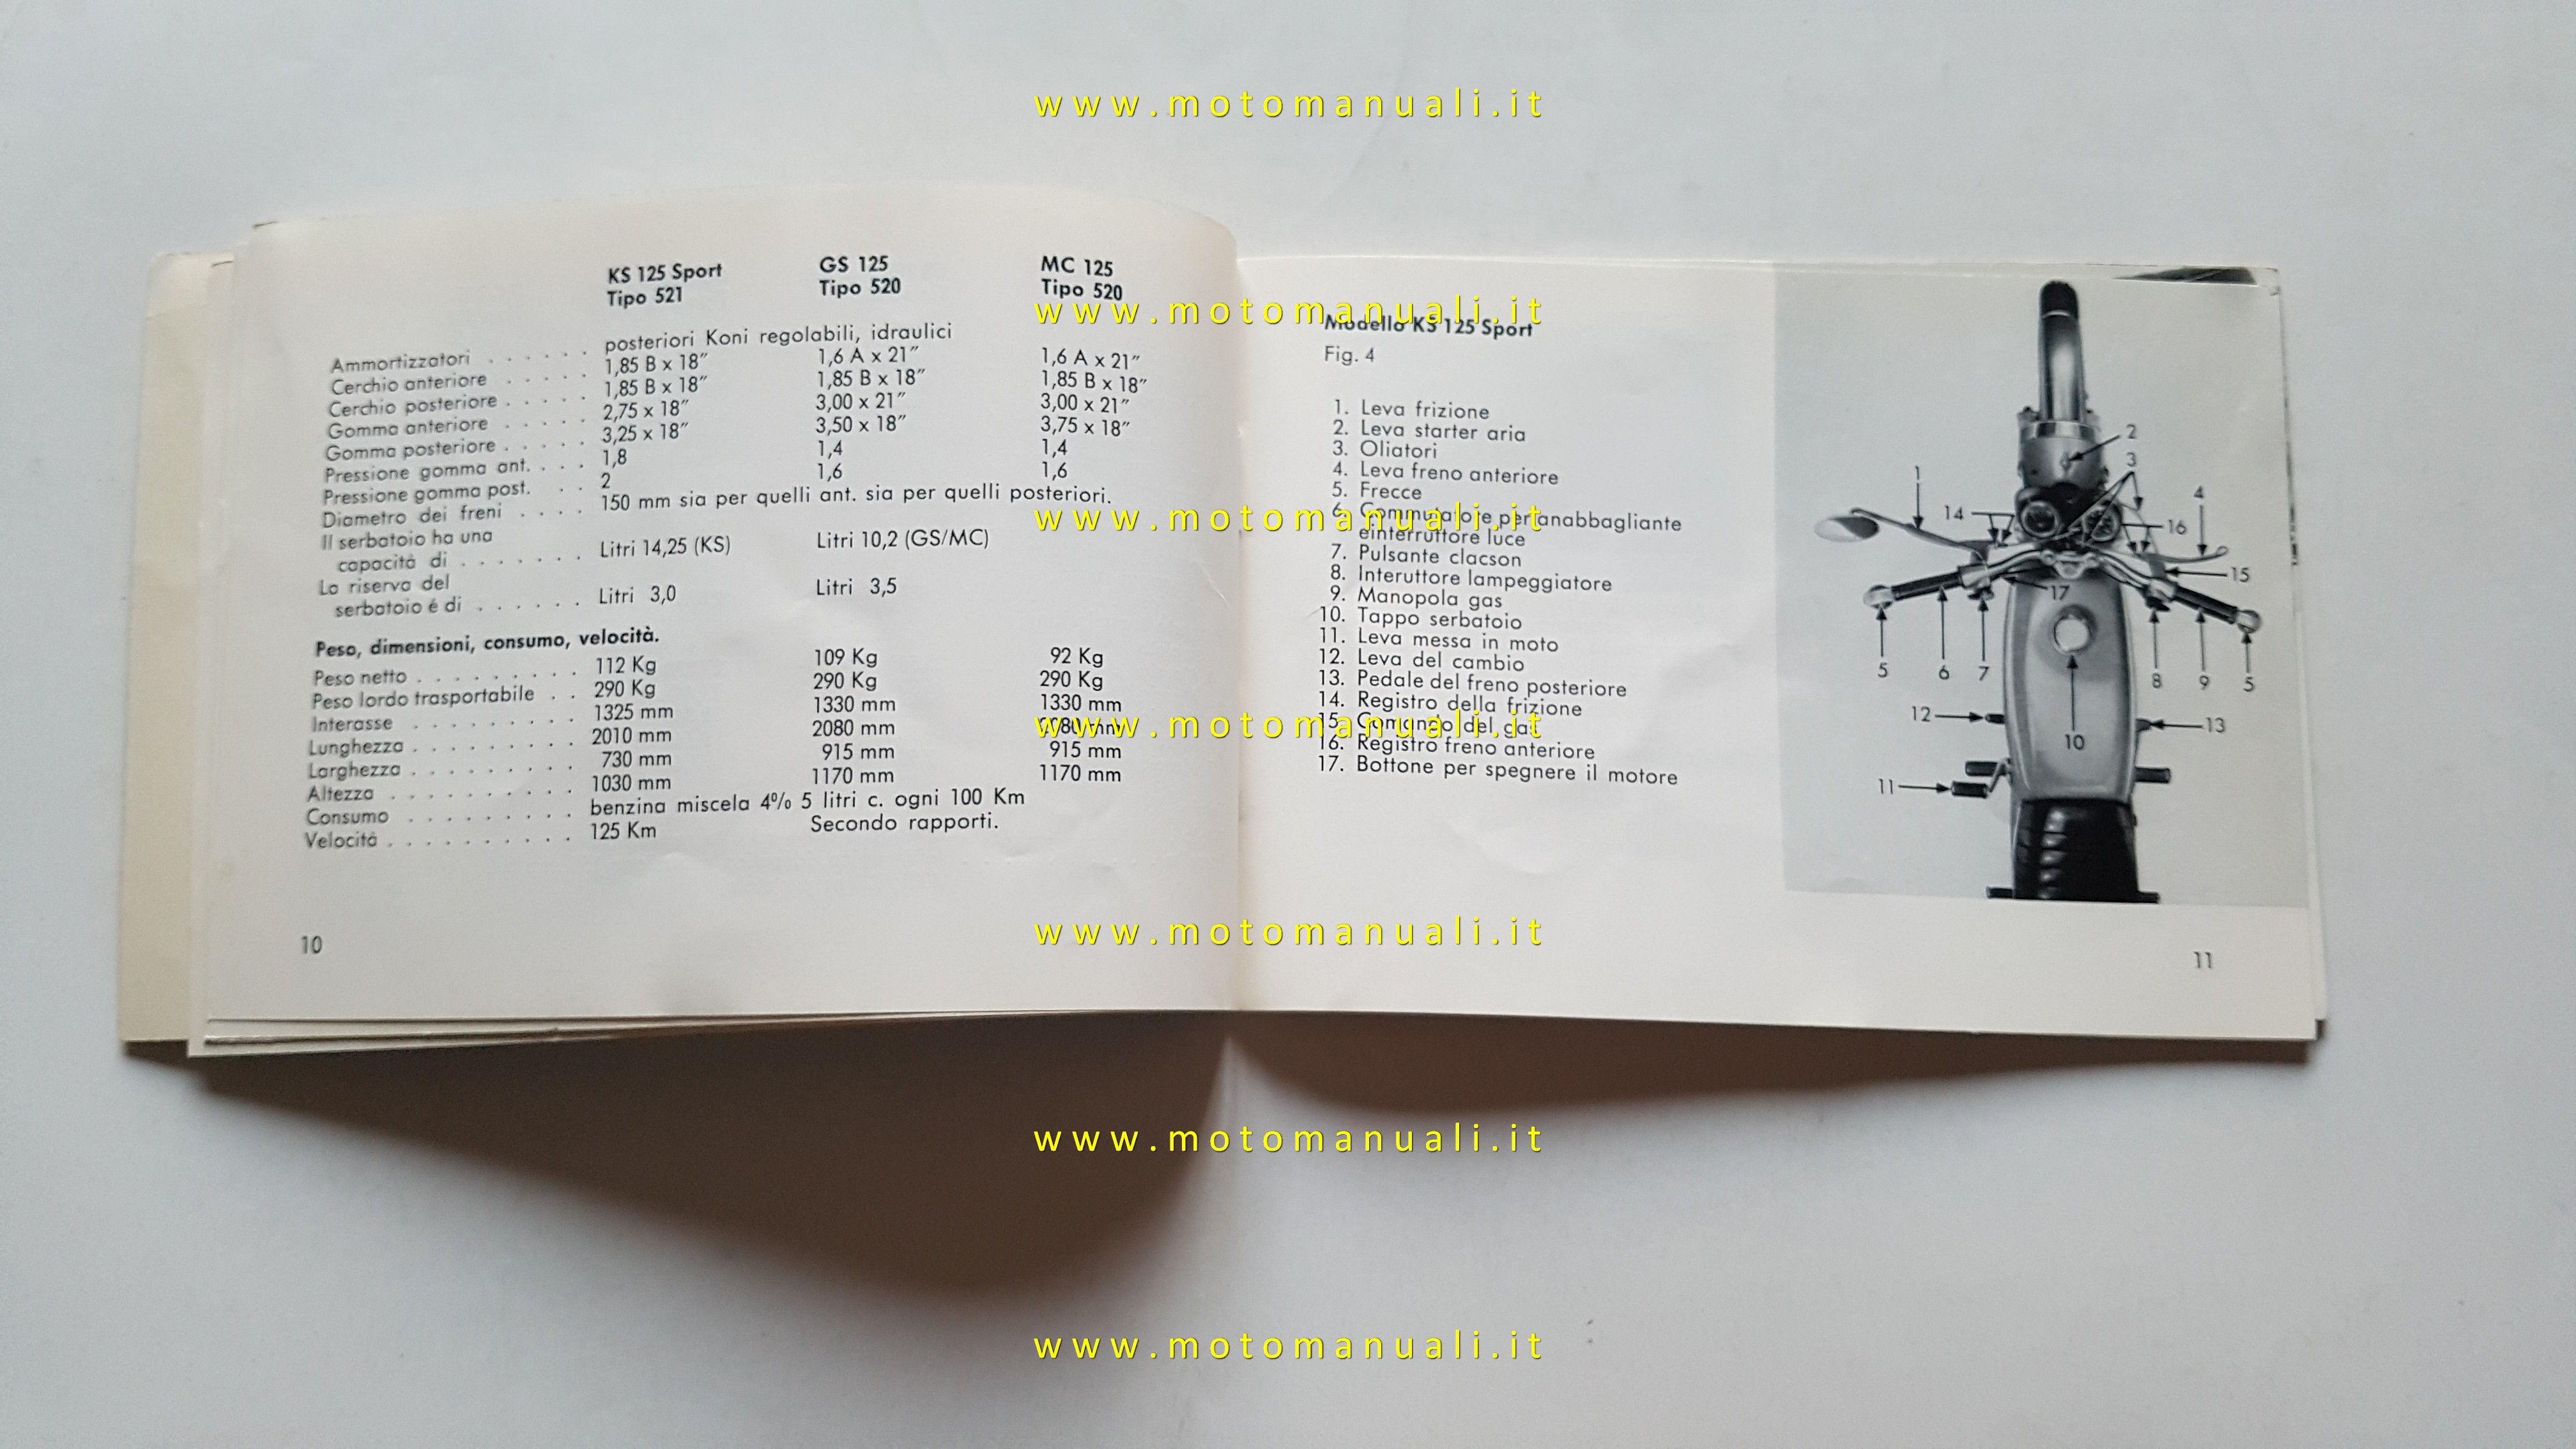 www.motomanuali.it
KS 125 Sport GS 125 MC 125
Tipo 521 Tipo 520 Tipo 520
Ammortizzatori . . . . . . posteriori Koni regolabili, idraulici
Cerchio anteriore . . . . . 1,85 B x 18″ 1,6 A x 21″ 1,6 A x 21″
Cerchio posteriore . . . . . 1,85 B x 18″ 1,85 B x 18″ 1,85 B x 18″
Gomma anteriore . . . . . 2,75 x 18″ 3,00 x 21″ 3,00 x 21″
Gomma posteriore . . . . . 3,25 x 18″ 3,50 x 18″ 3,75 x 18″
Pressione gomma ant. . . . 1,8 1,4 1,4
Pressione gomma post. . . 2 1,6 1,6
Diametro dei freni . . . . 150 mm sia per quelli ant. sia per quelli posteriori.
Il serbatoio ha una
capacità di . . . . . . . Litri 14,25 (KS) Litri 10,2 (GS/MC)
La riserva del
serbatoio é di . . . . . . Litri 3,0 Litri 3,5
Peso, dimensioni, consumo, velocità.
Peso netto . . . . . . . . . 112 Kg 109 Kg 92 Kg
Peso lordo trasportabile . . 290 Kg 290 Kg 290 Kg
Interasse . . . . . . . . . 1325 mm 1330 mm 1330 mm
Lunghezza . . . . . . . . . 2010 mm 2080 mm 2080 mm
Larghezza . . . . . . . . . 730 mm 915 mm 915 mm
Altezza . . . . . . . . . . 1030 mm 1170 mm 1170 mm
Consumo . . . . . . . . . benzina miscela 4% 5 litri c. ogni 100 Km
Velocità . . . . . . . . . . 125 Km Secondo rapporti.
10
www.motomanuali.it
Modello KS 125 Sport
Fig. 4
1. Leva frizione
2. Leva starter aria
3. Oliatori
4. Leva freno anteriore
5. Frecce
www.motomanuali.it
6. Commutatore per anabbagliante
einterruttore luce
7. Pulsante clacson
8. Interuttore lampeggiatore
9. Manopola gas
10. Tappo serbatoio
11. Leva messa in moto
12. Leva del cambio
13. Pedale del freno posteriore
14. Registro della frizione
www.motomanuali.it
15. Comando del gas
16. Registro freno anteriore
17. Bottone per spegnere il motore
2
3
1
4
14
16
15
17
5
6
7
8
9
5
12
13
10
11
11
www.motomanuali.it
www.motomanuali.it
www.motomanuali.it